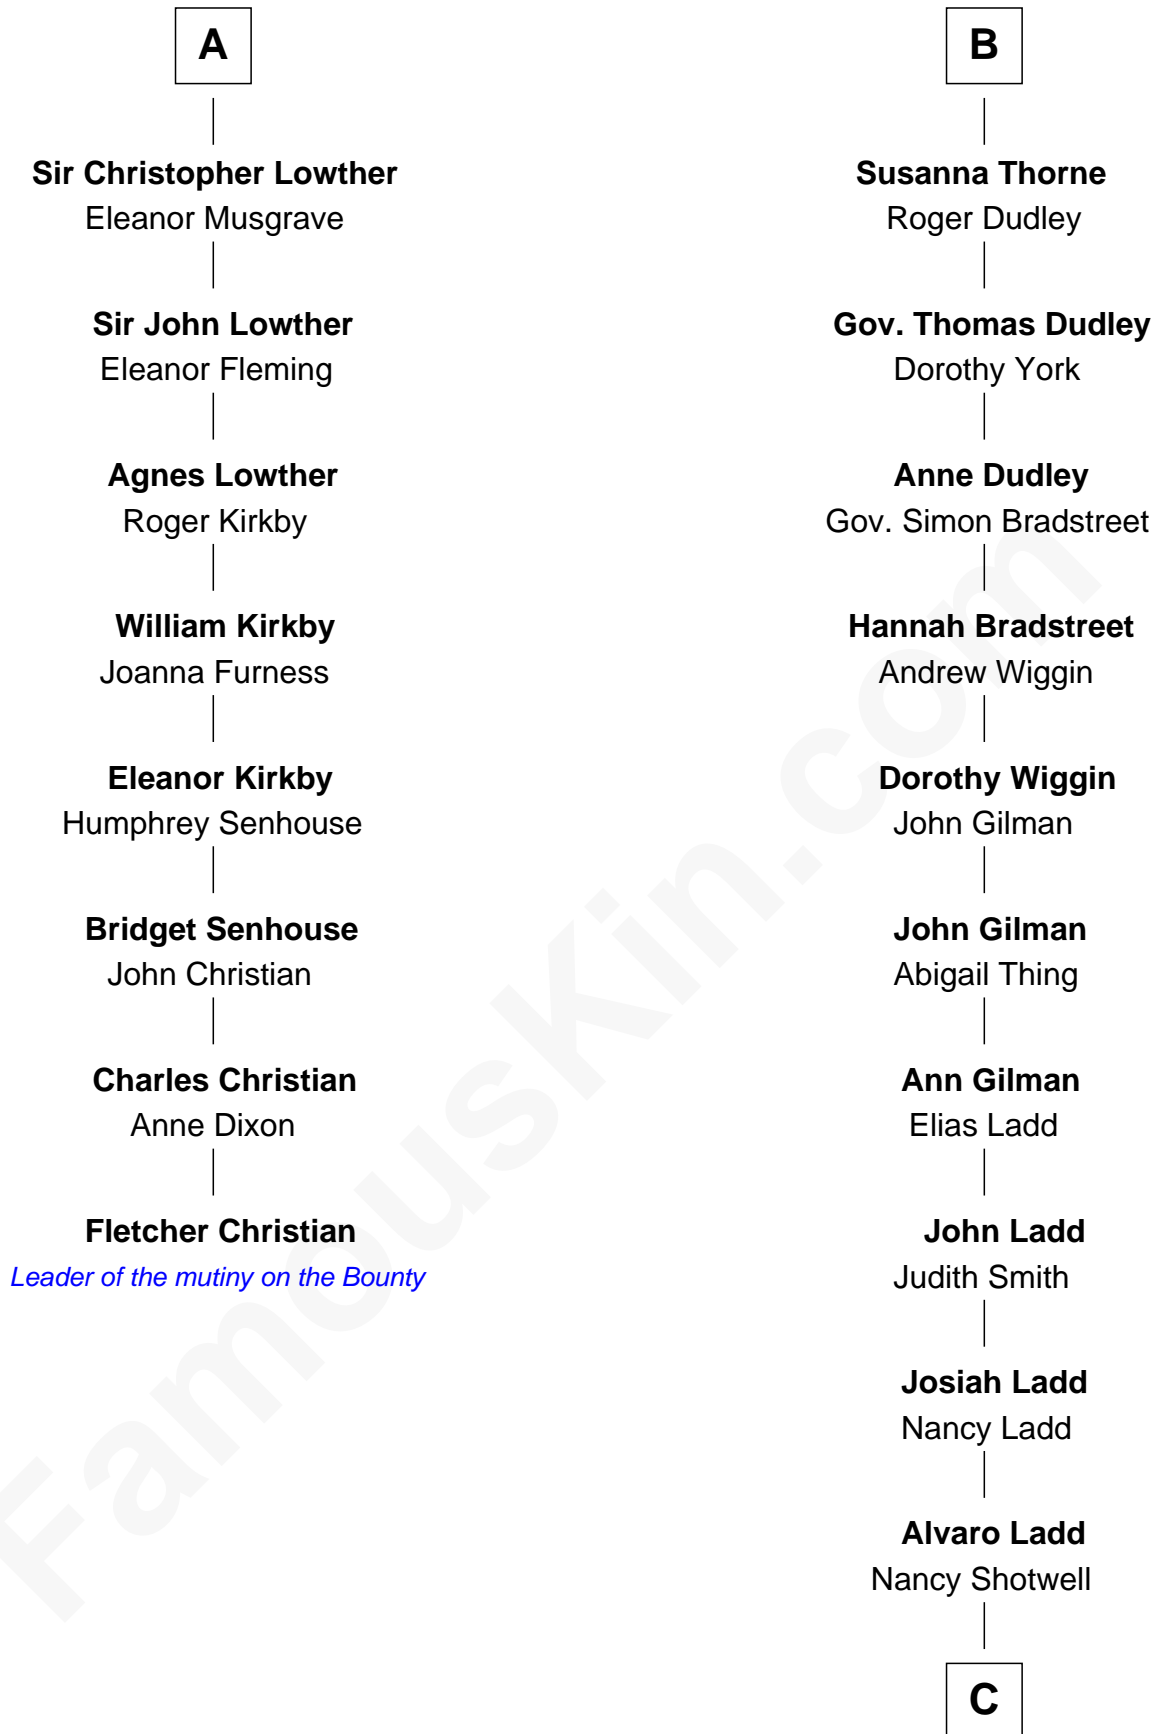 A
Sir Christopher Lowther
Eleanor Musgrave
Sir John Lowther
Eleanor Fleming
Agnes Lowther
Roger Kirkby
William Kirkby
Joanna Furness
Eleanor Kirkby
Humphrey Senhouse
Bridget Senhouse
John Christian
Charles Christian
Anne Dixon
Fletcher Christian
Leader of the mutiny on the Bounty
B
Susanna Thorne
Roger Dudley
Gov. Thomas Dudley
Dorothy York
Anne Dudley
Gov. Simon Bradstreet
Hannah Bradstreet
Andrew Wiggin
Dorothy Wiggin
John Gilman
John Gilman
Abigail Thing
Ann Gilman
Elias Ladd
John Ladd
Judith Smith
Josiah Ladd
Nancy Ladd
Alvaro Ladd
Nancy Shotwell
C
FamousKin.com